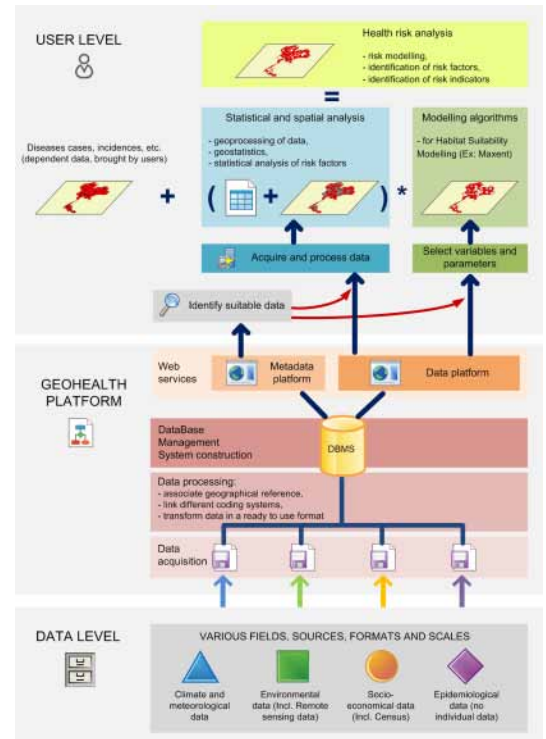 USER LEVEL
Health risk analysis
- risk modelling,
- identification of risk factors,
- identification of risk indicators
=
Diseases cases, incidences, etc.
(dependent data, brought by users)
+
Statistical and spatial analysis
- geoprocessing of data,
- geostatistics,
- statistical analysis of risk factors
( + )
*
Modelling algorithms
- for Habitat Suitability
Modelling (Ex: Maxent)
Acquire and process data
Select variables and
parameters
Identify suitable data
GEOHEALTH
PLATFORM
Web
services
Metadata
platform
Data platform
DataBase
Management
System construction
DBMS
Data processing:
- associate geographical reference,
- link different coding systems,
- transform data in a ready to use format
Data
acquisition
DATA LEVEL
VARIOUS FIELDS, SOURCES, FORMATS AND SCALES
Climate and
meteorological
data
Environmental
data (Incl. Remote
sensing data)
Socio-
economical data
(Incl. Census)
Epidemiological
data (no
individual data)